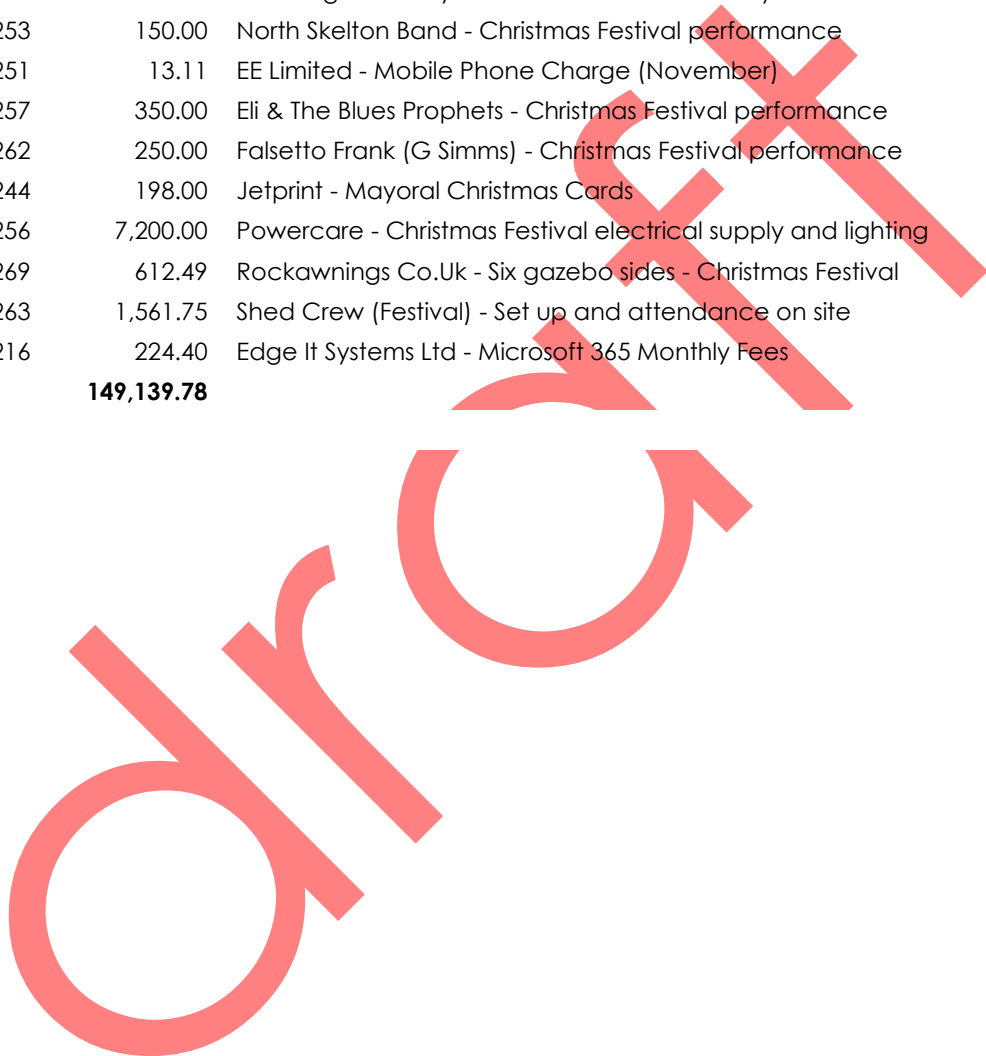 253 150.00 North Skelton Band - Christmas Festival performance
251 13.11 EE Limited - Mobile Phone Charge (November)
257 350.00 Eli & The Blues Prophets - Christmas Festival performance
262 250.00 Falsetto Frank (G Simms) - Christmas Festival performance
244 198.00 Jetprint - Mayoral Christmas Cards
256 7,200.00 Powercare - Christmas Festival electrical supply and lighting
269 612.49 Rockawnings Co.Uk - Six gazebo sides - Christmas Festival
263 1,561.75 Shed Crew (Festival) - Set up and attendance on site
216 224.40 Edge It Systems Ltd - Microsoft 365 Monthly Fees
149,139.78
draft